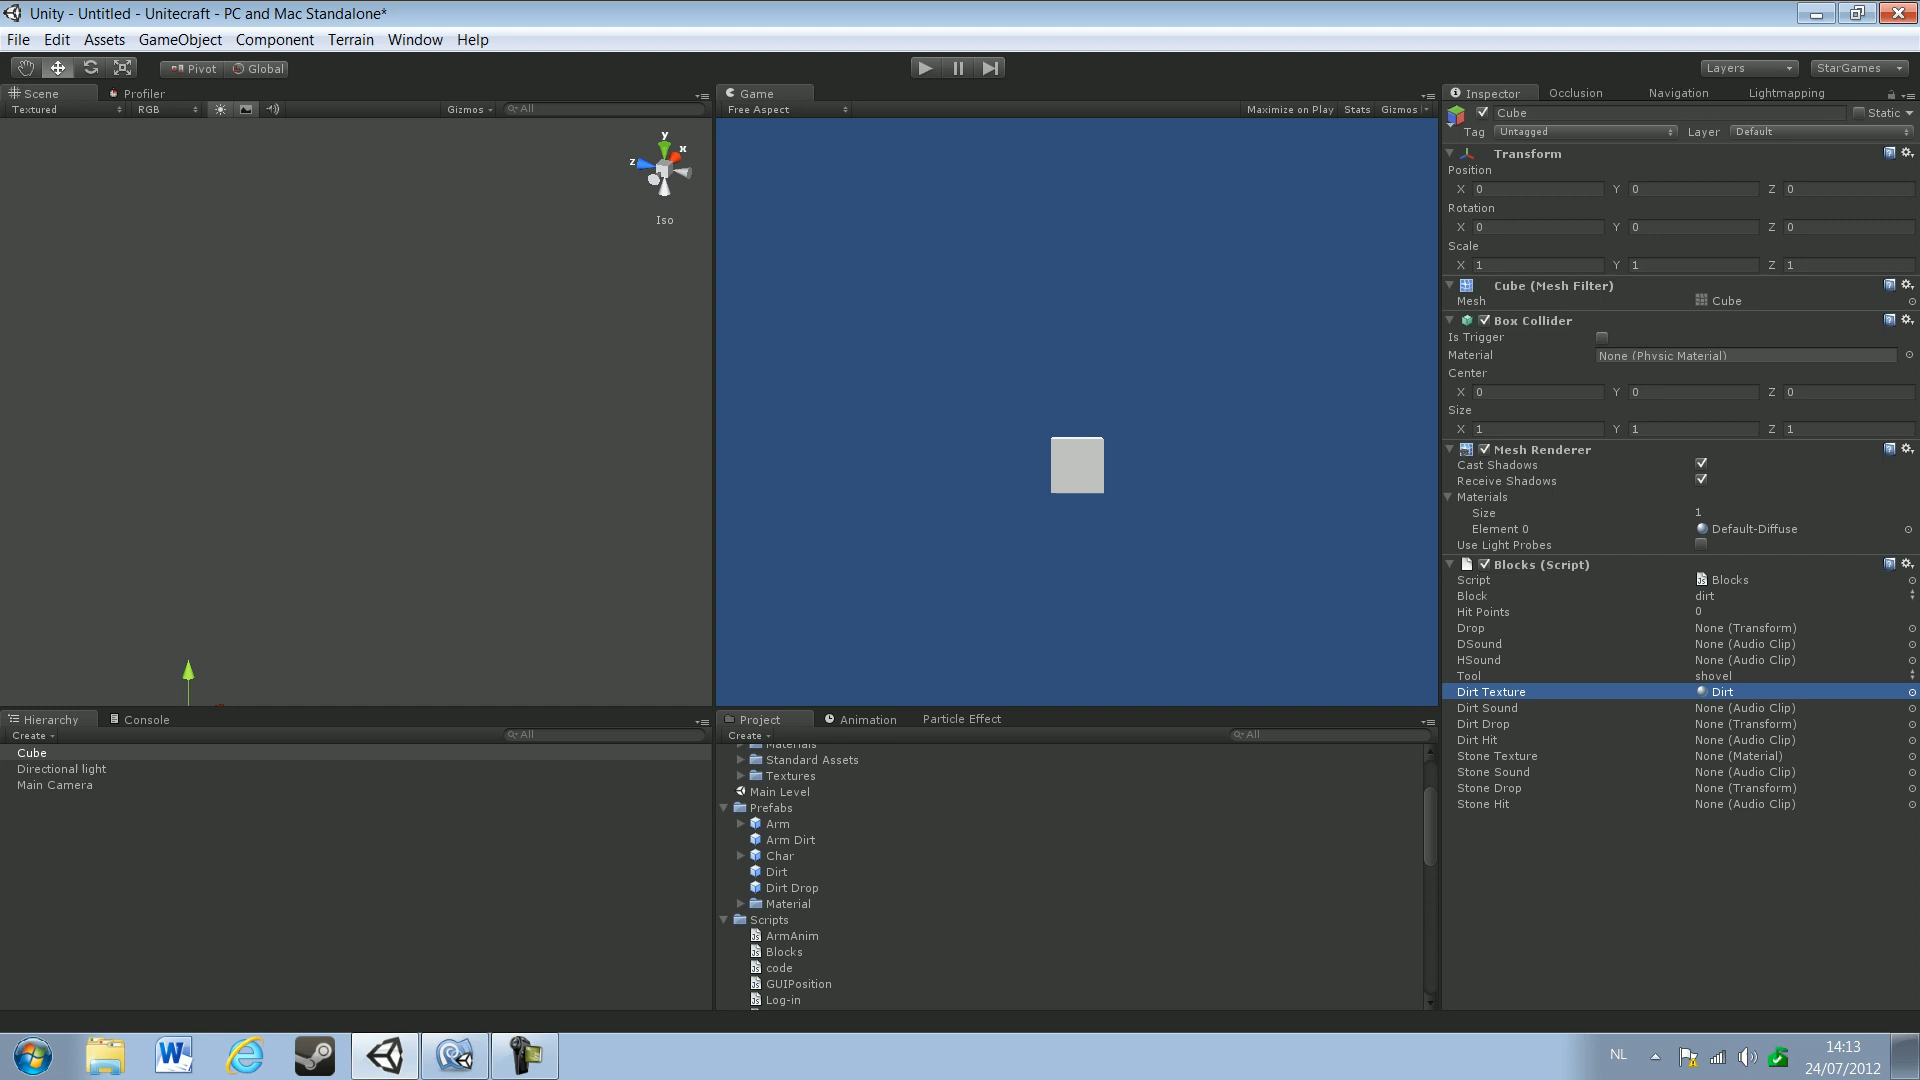 Unity - Untitled - Unitecraft - PC and Mac Standalone*
File Edit Assets GameObject Component Terrain Window Help
Pivot Global Layers StarGames
Scene Profiler
Textured RGB Gizmos All
y
x
z
Iso
Game
Free Aspect Maximize on Play Stats Gizmos
Inspector Occlusion Navigation Lightmapping
Cube Static
Tag Untagged Layer Default
Transform
Position
X 0 Y 0 Z 0
Rotation
X 0 Y 0 Z 0
Scale
X 1 Y 1 Z 1
Cube (Mesh Filter)
Mesh Cube
Box Collider
Is Trigger
Material None (Physic Material)
Center
X 0 Y 0 Z 0
Size
X 1 Y 1 Z 1
Mesh Renderer
Cast Shadows
Receive Shadows
Materials
Size 1
Element 0 Default-Diffuse
Use Light Probes
Blocks (Script)
Script Blocks
Block dirt
Hit Points 0
Drop None (Transform)
DSound None (Audio Clip)
HSound None (Audio Clip)
Tool shovel
Dirt Texture Dirt
Dirt Sound None (Audio Clip)
Dirt Drop None (Transform)
Dirt Hit None (Audio Clip)
Stone Texture None (Material)
Stone Sound None (Audio Clip)
Stone Drop None (Transform)
Stone Hit None (Audio Clip)
Hierarchy Console
Create All
Cube
Directional light
Main Camera
Project Animation Particle Effect
Create All
Materials
Standard Assets
Textures
Main Level
Prefabs
Arm
Arm Dirt
Char
Dirt
Dirt Drop
Material
Scripts
ArmAnim
Blocks
code
GUIPosition
Log-in
NL
14:13
24/07/2012